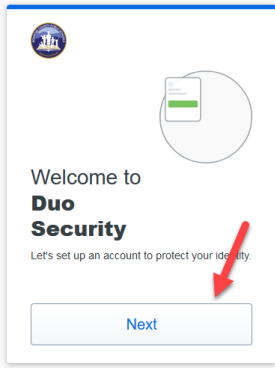 Welcome to
Duo
Security
Let's set up an account to protect your identity.
Next